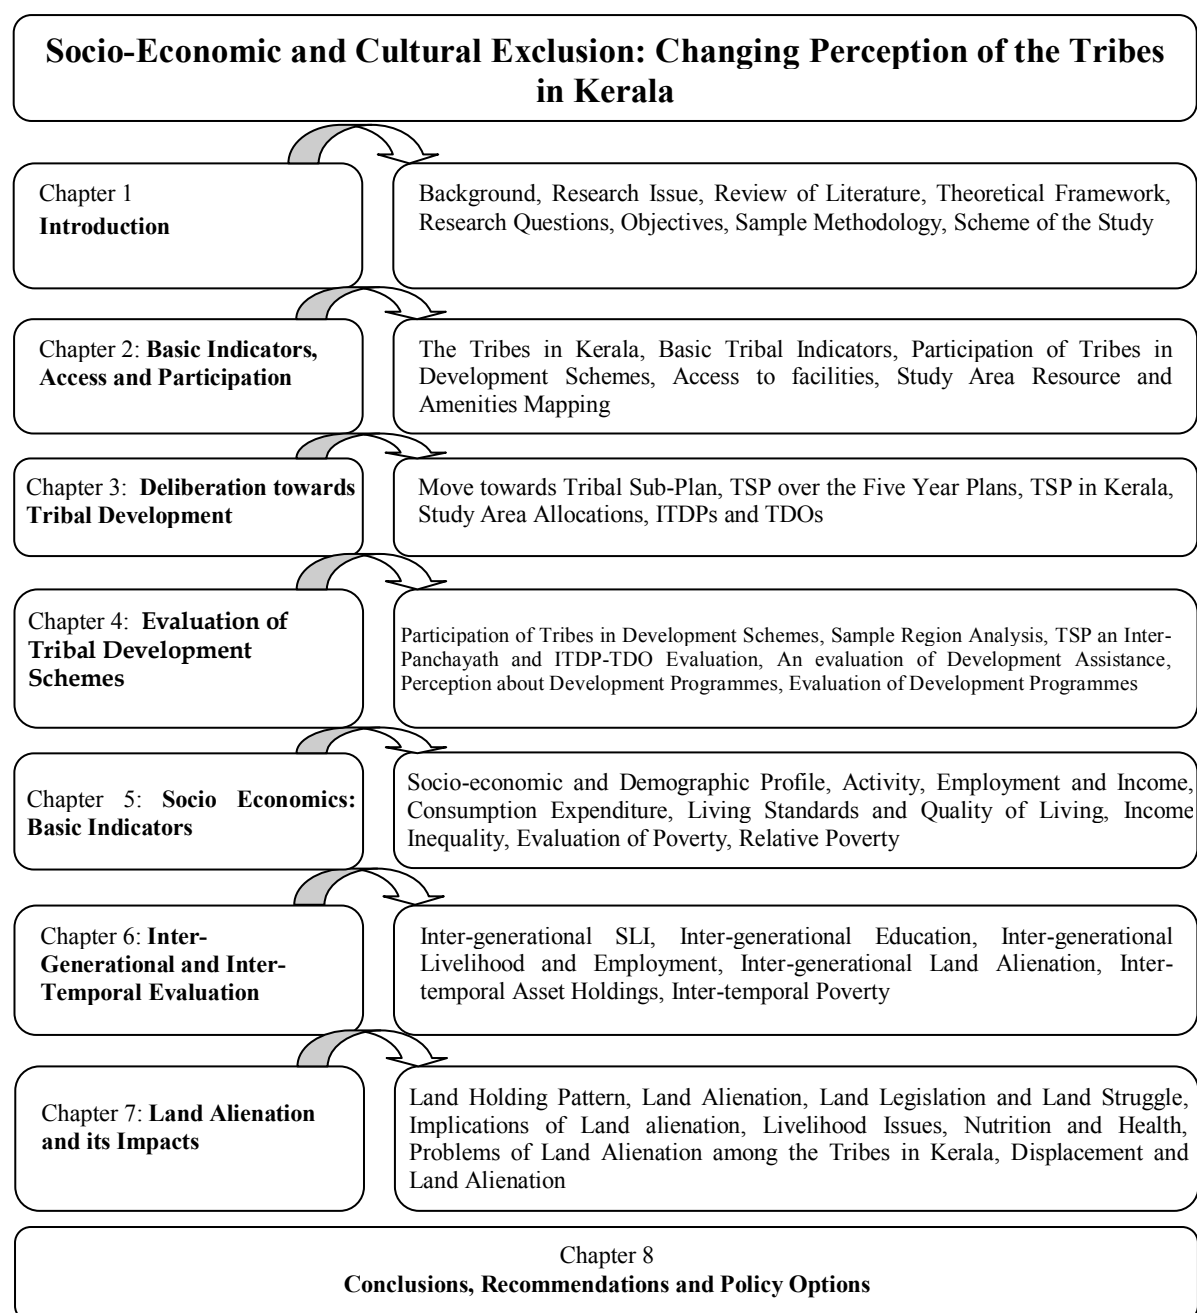 Socio-Economic and Cultural Exclusion: Changing Perception of the Tribes
in Kerala
Chapter 1
Introduction
Background, Research Issue, Review of Literature, Theoretical Framework,
Research Questions, Objectives, Sample Methodology, Scheme of the Study
Chapter 2: Basic Indicators,
Access and Participation
The Tribes in Kerala, Basic Tribal Indicators, Participation of Tribes in
Development Schemes, Access to facilities, Study Area Resource and
Amenities Mapping
Chapter 3: Deliberation towards
Tribal Development
Move towards Tribal Sub-Plan, TSP over the Five Year Plans, TSP in Kerala,
Study Area Allocations, ITDPs and TDOs
Chapter 4: Evaluation of
Tribal Development
Schemes
Participation of Tribes in Development Schemes, Sample Region Analysis, TSP an Inter-
Panchayath and ITDP-TDO Evaluation, An evaluation of Development Assistance,
Perception about Development Programmes, Evaluation of Development Programmes
Chapter 5: Socio Economics:
Basic Indicators
Socio-economic and Demographic Profile, Activity, Employment and Income,
Consumption Expenditure, Living Standards and Quality of Living, Income
Inequality, Evaluation of Poverty, Relative Poverty
Chapter 6: Inter-
Generational and Inter-
Temporal Evaluation
Inter-generational SLI, Inter-generational Education, Inter-generational
Livelihood and Employment, Inter-generational Land Alienation, Inter-
temporal Asset Holdings, Inter-temporal Poverty
Chapter 7: Land Alienation
and its Impacts
Land Holding Pattern, Land Alienation, Land Legislation and Land Struggle,
Implications of Land alienation, Livelihood Issues, Nutrition and Health,
Problems of Land Alienation among the Tribes in Kerala, Displacement and
Land Alienation
Chapter 8
Conclusions, Recommendations and Policy Options